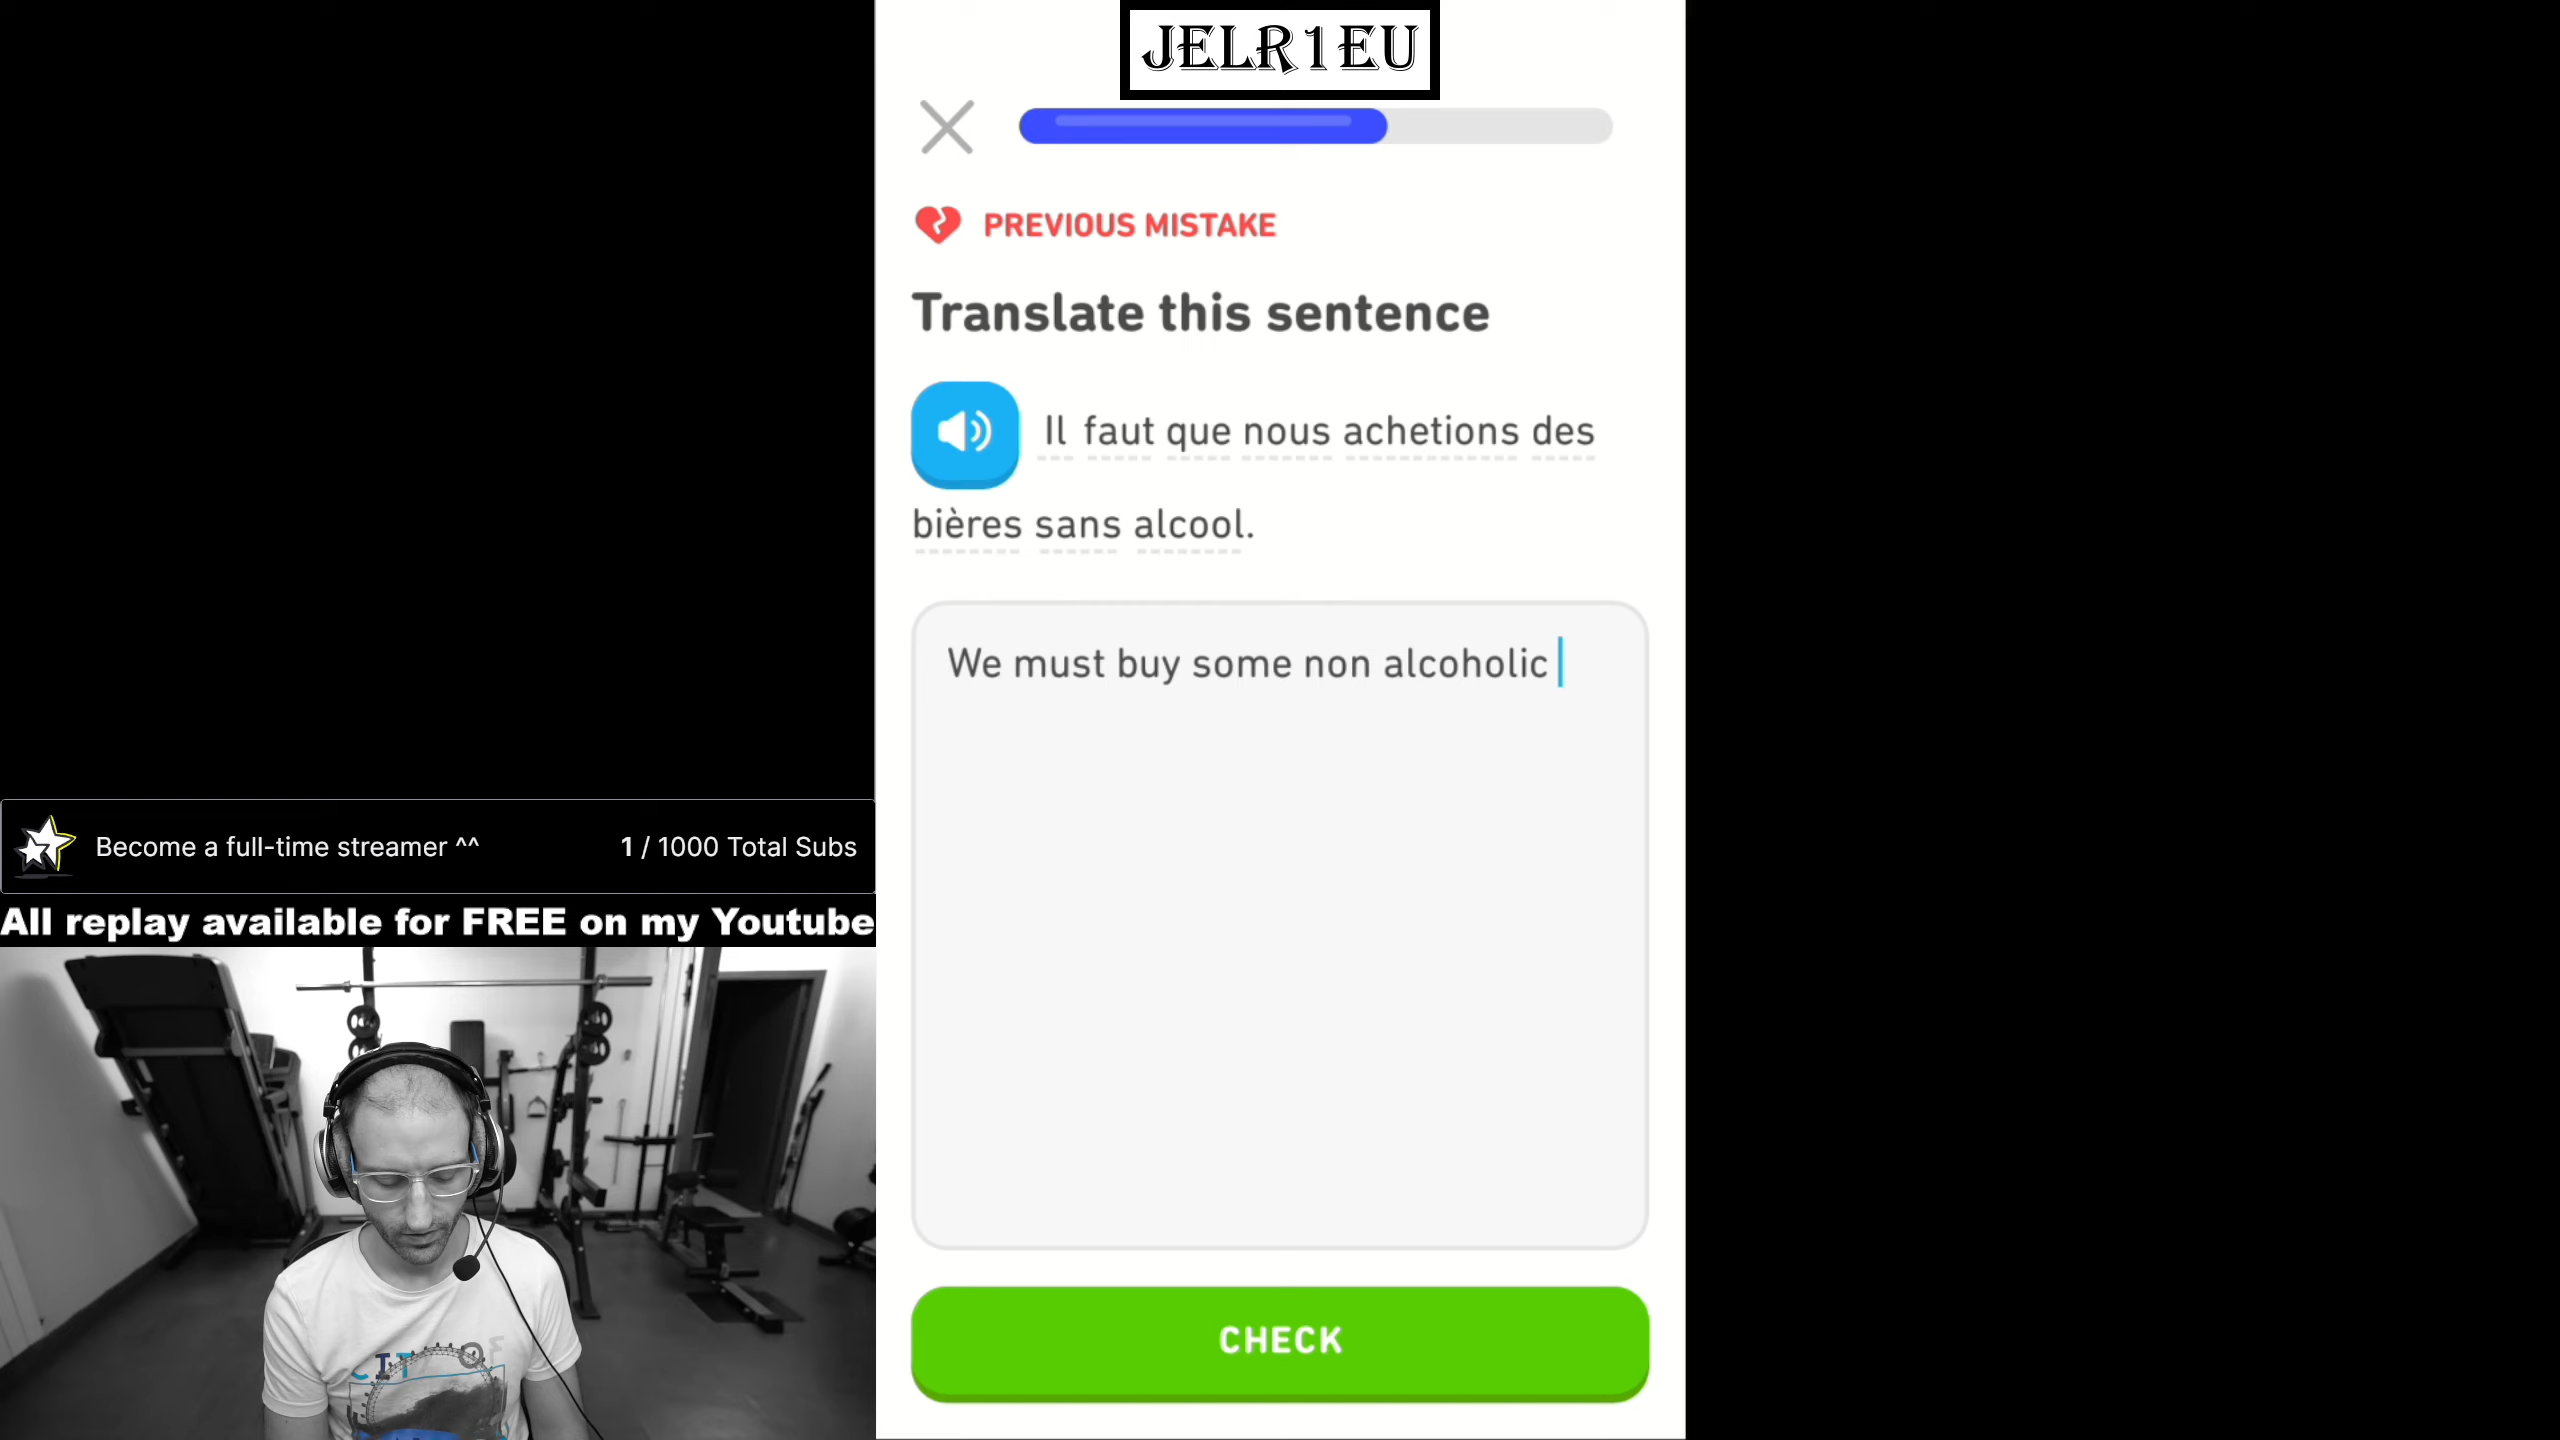 JELR1EU
PREVIOUS MISTAKE
Translate this sentence
Il faut que nous achetions des
bières sans alcool.
We must buy some non alcoholic
CHECK
Become a full-time streamer ^^ 1 / 1000 Total Subs
All replay available for FREE on my Youtube